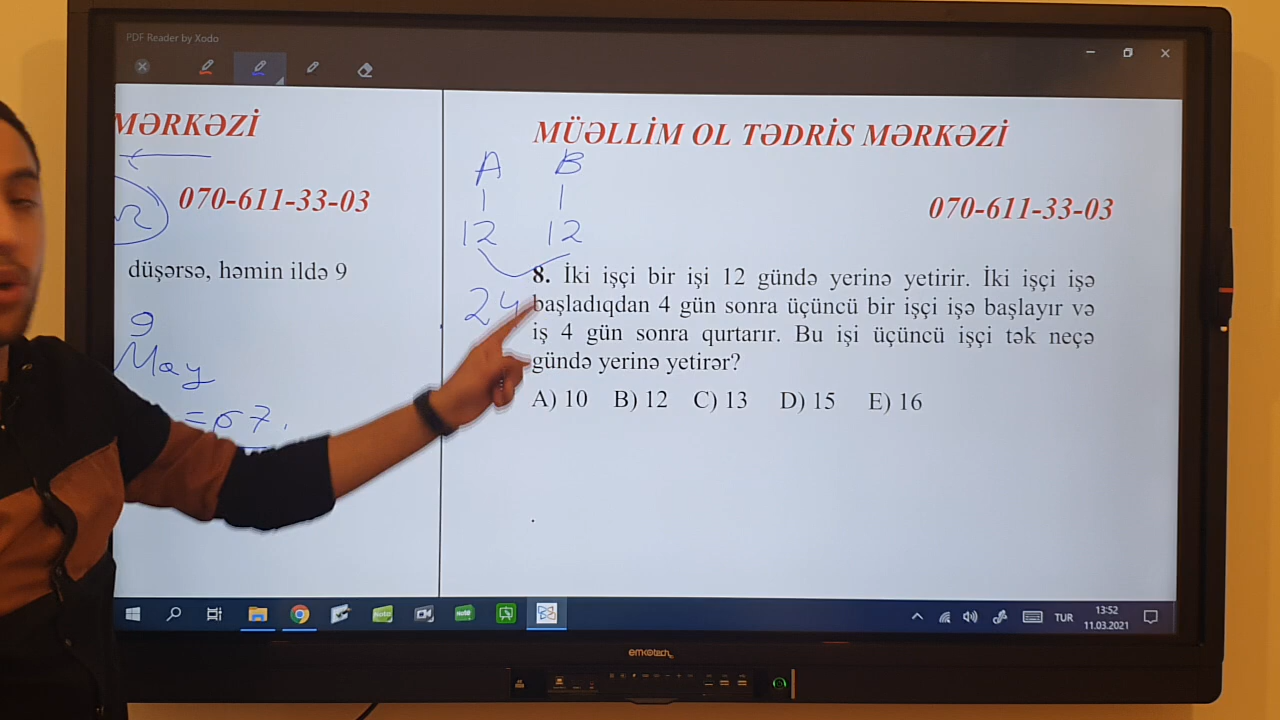 PDF Reader by Xodo
MƏRKƏZİ
070-611-33-03
düşərsə, həmin ildə 9
9
May
MÜƏLLİM OL TƏDRİS MƏRKƏZİ
A B
1 1
12 12
24
070-611-33-03
8. İki işçi bir işi 12 gündə yerinə yetirir. İki işçi işə
başladıqdan 4 gün sonra üçüncü bir işçi işə başlayır və
iş 4 gün sonra qurtarır. Bu işi üçüncü işçi tək neçə
gündə yerinə yetirər?
A) 10 B) 12 C) 13 D) 15 E) 16
TUR
13:52
11.03.2021
emkotech